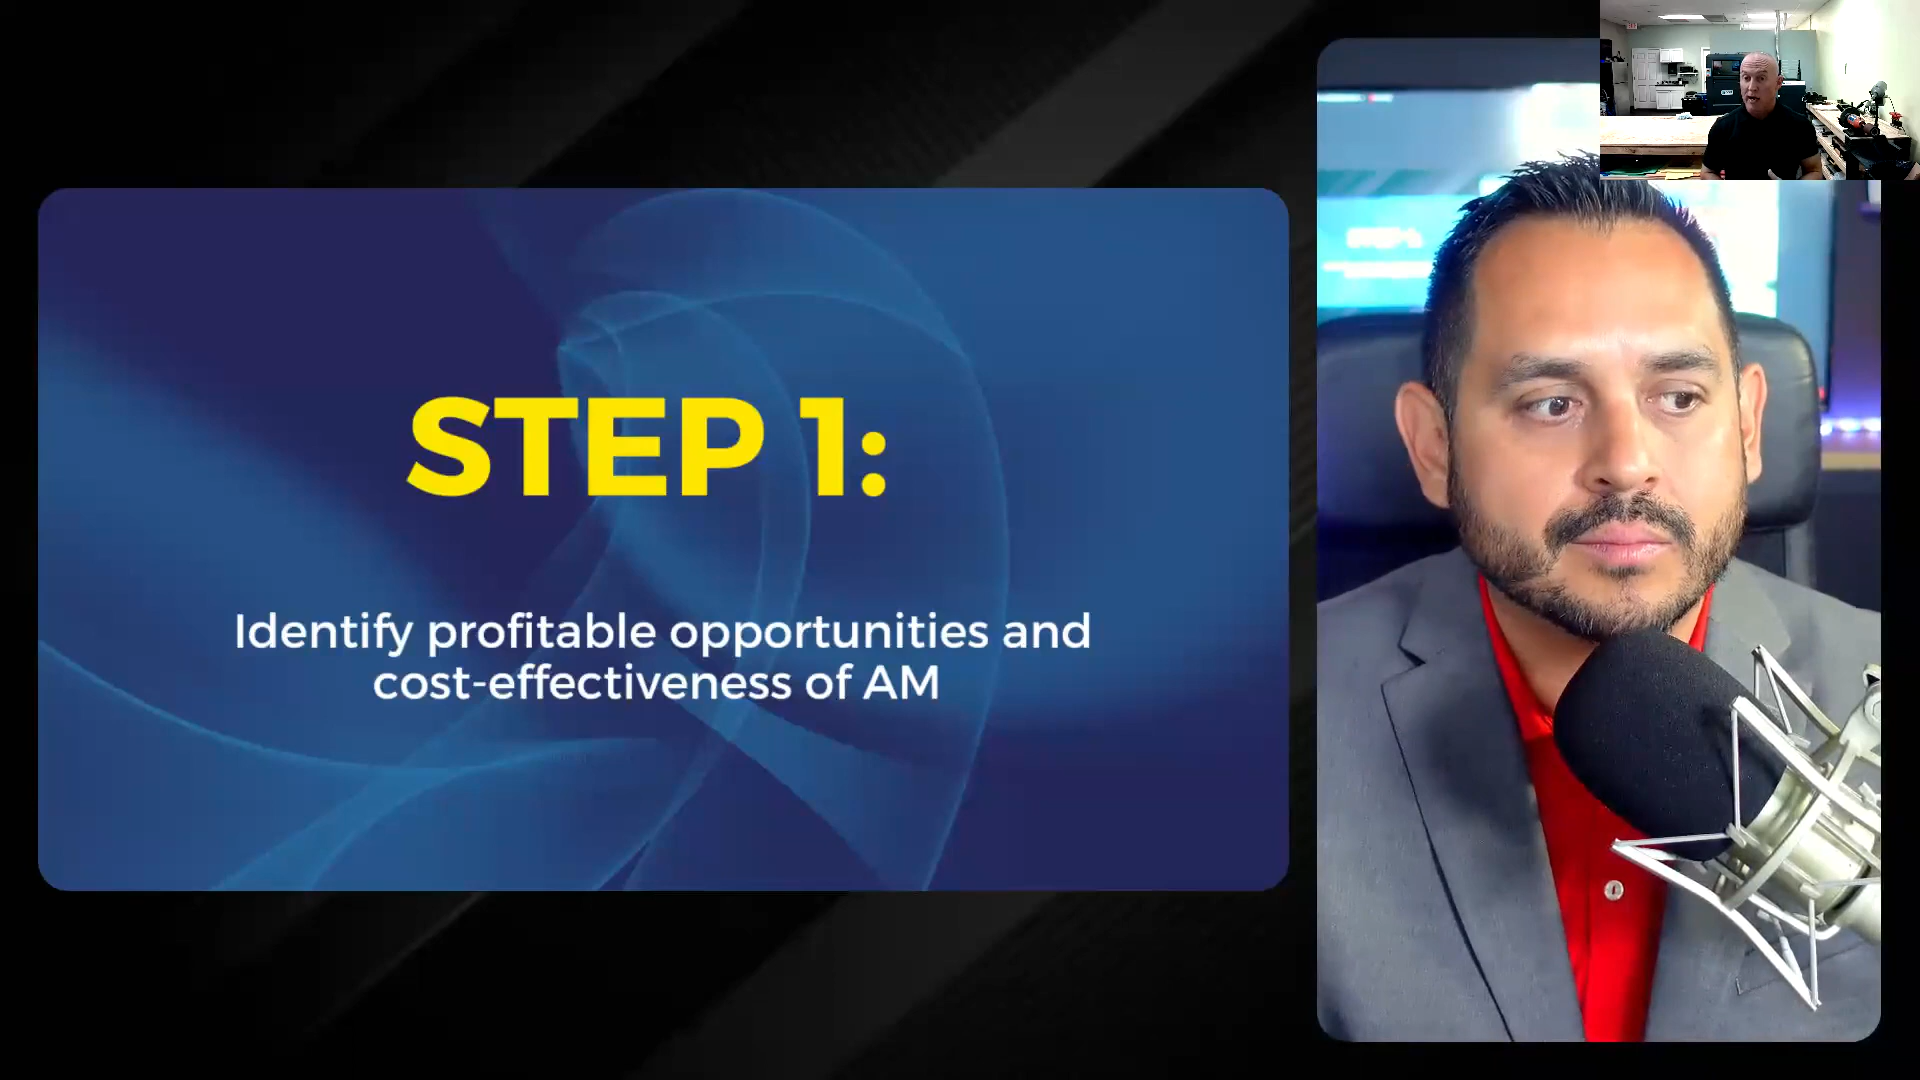 STEP 1:
Identify profitable opportunities and
cost-effectiveness of AM